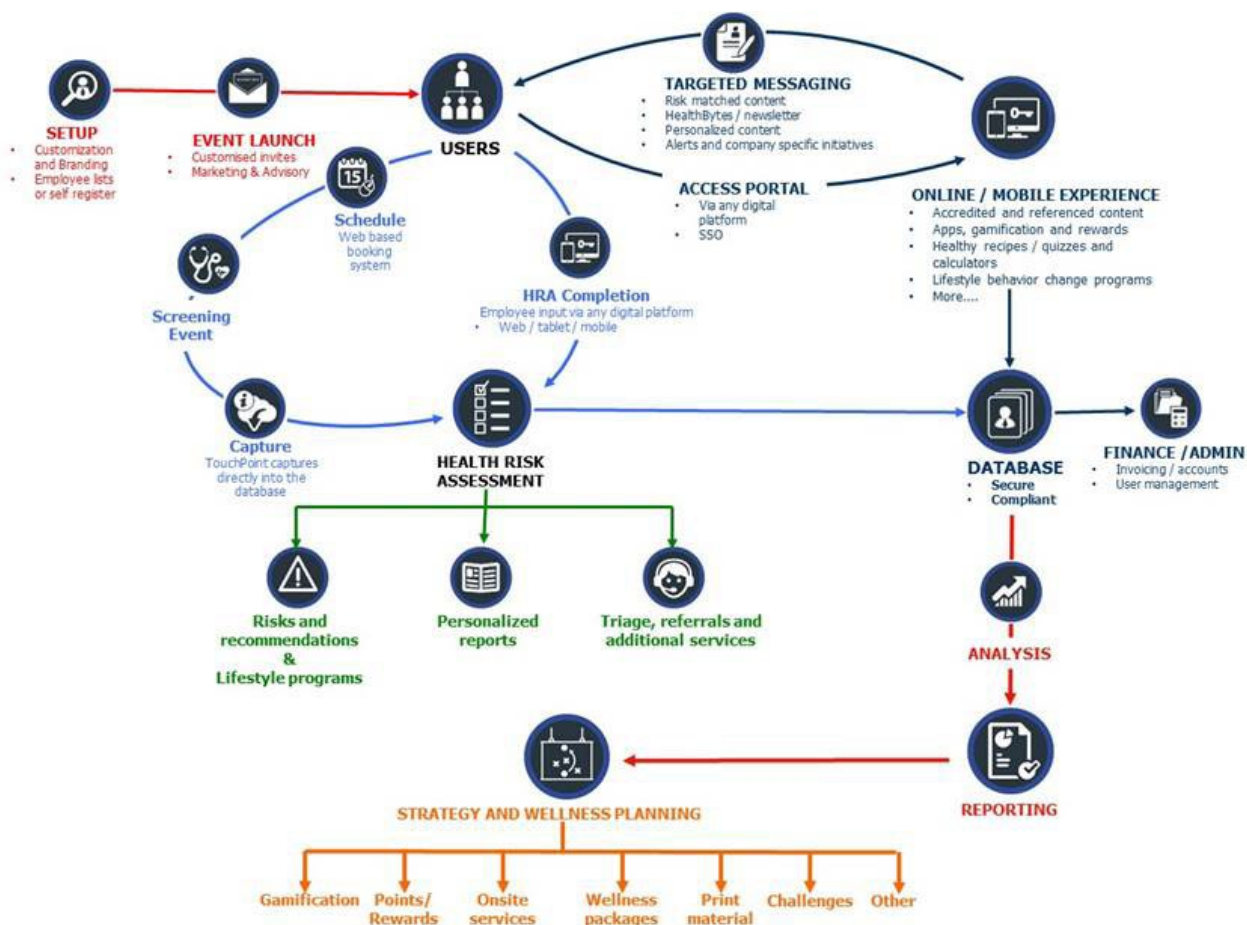 SETUP
• Customization
and Branding
• Employee lists
or self register
EVENT LAUNCH
• Customised invites
• Marketing & Advisory
USERS
TARGETED MESSAGING
• Risk matched content
• HealthBytes / newsletter
• Personalized content
• Alerts and company specific initiatives
ACCESS PORTAL
• Via any digital
platform
• SSO
ONLINE / MOBILE EXPERIENCE
• Accredited and referenced content
• Apps, gamification and rewards
• Healthy recipes / quizzes and
calculators
• Lifestyle behavior change programs
• More....
15
Schedule
Web based
booking
system
Screening
Event
HRA Completion
Employee input via any digital platform
• Web / tablet / mobile
Capture
TouchPoint captures
directly into the
database
HEALTH RISK
ASSESSMENT
DATABASE
• Secure
• Compliant
FINANCE /ADMIN
• Invoicing / accounts
• User management
Risks and
recommendations
&
Lifestyle programs
Personalized
reports
Triage, referrals and
additional services
ANALYSIS
REPORTING
STRATEGY AND WELLNESS PLANNING
Gamification
Points/
Rewards
Onsite
services
Wellness
packages
Print
material
Challenges
Other